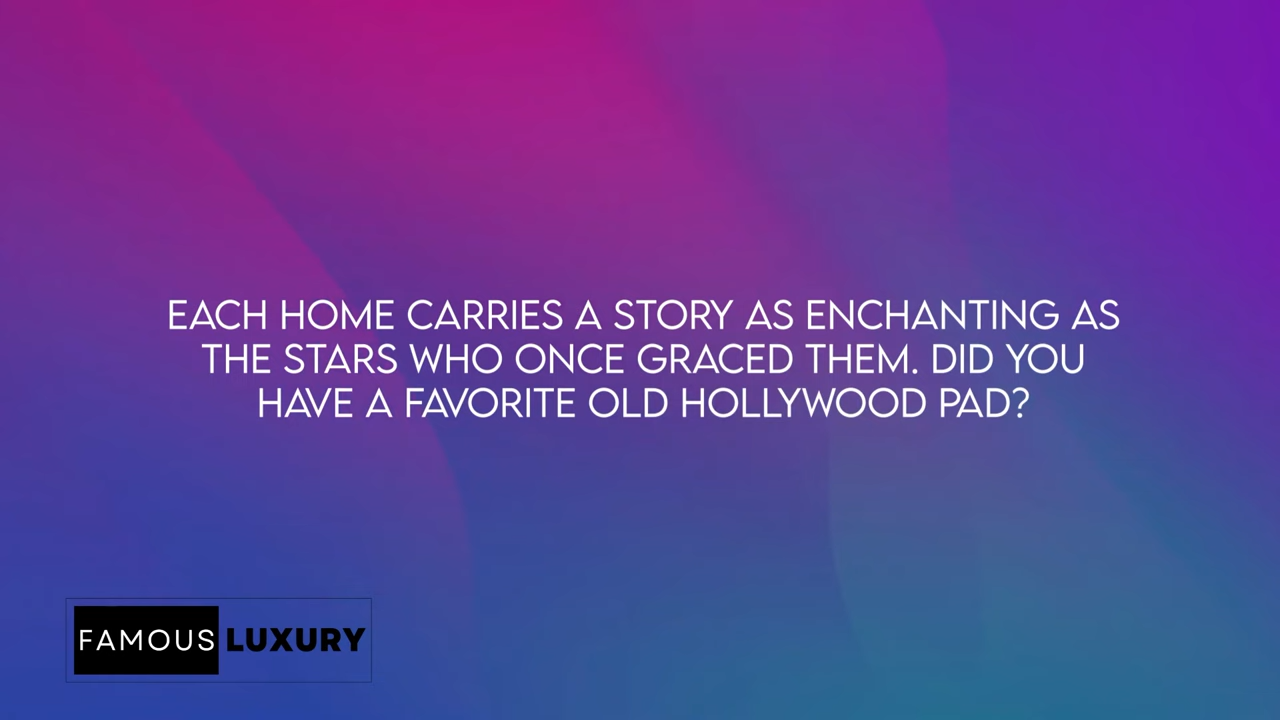 EACH HOME CARRIES A STORY AS ENCHANTING AS
THE STARS WHO ONCE GRACED THEM. DID YOU
HAVE A FAVORITE OLD HOLLYWOOD PAD?
FAMOUS LUXURY